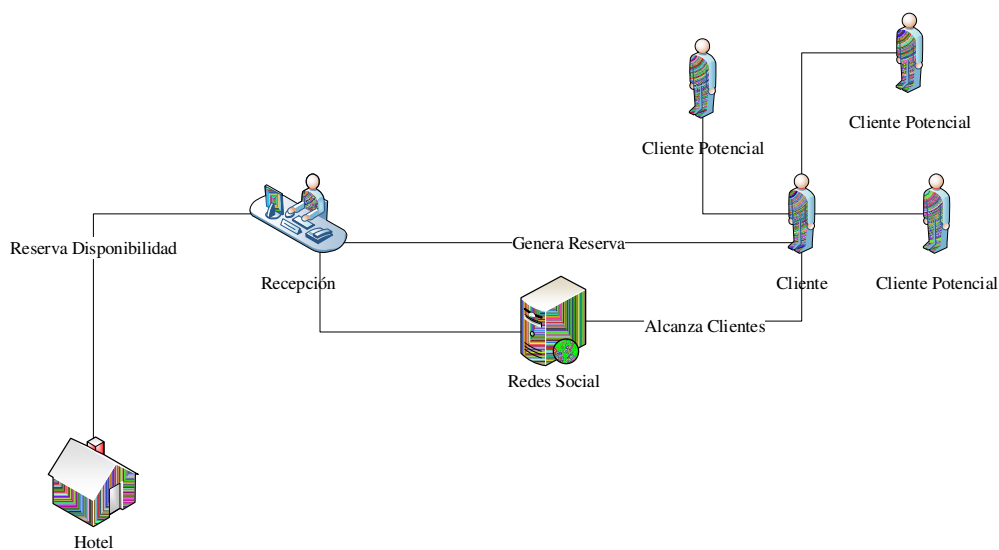 Cliente Potencial
Cliente Potencial
Reserva Disponibilidad
Genera Reserva
Recepción
Cliente
Cliente Potencial
Alcanza Clientes
Redes Social
Hotel